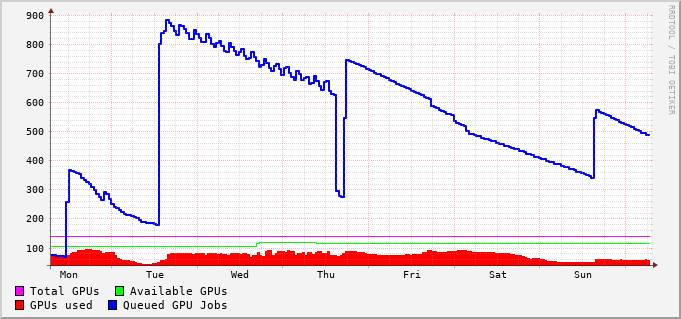 900
800
700
600
500
400
300
200
100
Mon Tue Wed Thu Fri Sat Sun
RRDTOOL / TOBI OETIKER
Total GPUs Available GPUs
GPUs used Queued GPU Jobs